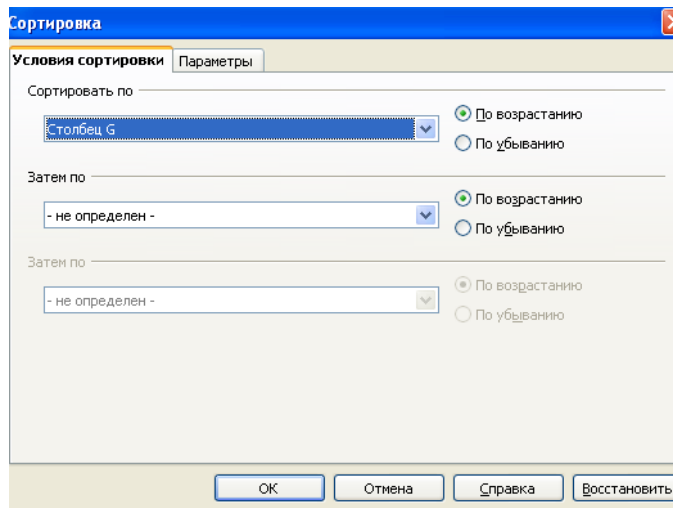 Сортировка
Условия сортировки Параметры
Сортировать по
Столбец G
По возрастанию
По убыванию
Затем по
- не определен -
По возрастанию
По убыванию
Затем по
- не определен -
По возрастанию
По убыванию
ОК Отмена Справка Восстановить